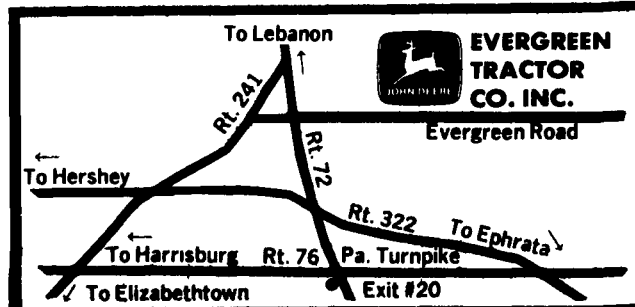 To Lebanon
EVERGREEN
TRACTOR
CO. INC.
JOHN DEERE
Rt. 241
Evergreen Road
Rt. 72
To Hershey
Rt. 322
To Ephrata
To Harrisburg
Rt. 76
Pa. Turnpike
To Elizabethtown
Exit #20